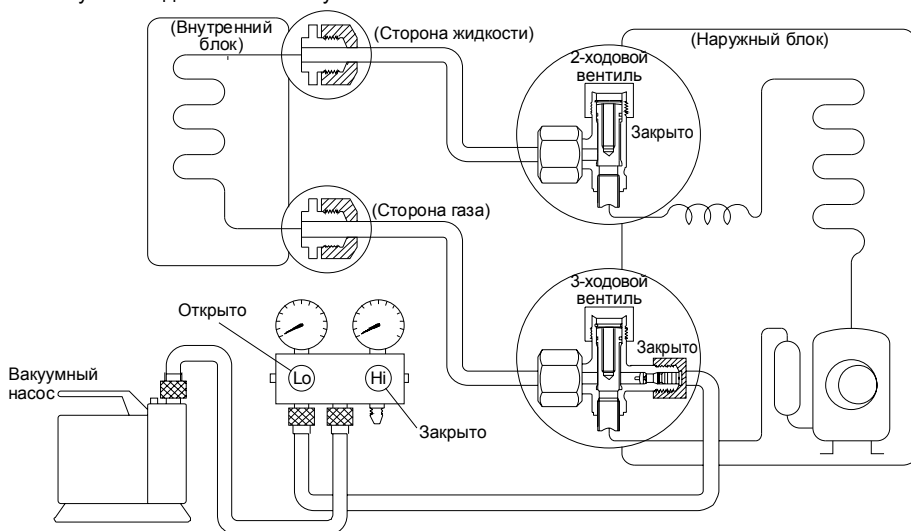 (Внутренний
блок)
(Сторона жидкости)
2-ходовой
вентиль
(Наружный блок)
Закрыто
(Сторона газа)
3-ходовой
вентиль
Открыто
Закрыто
Вакуумный
насос
Lo
Hi
Закрыто